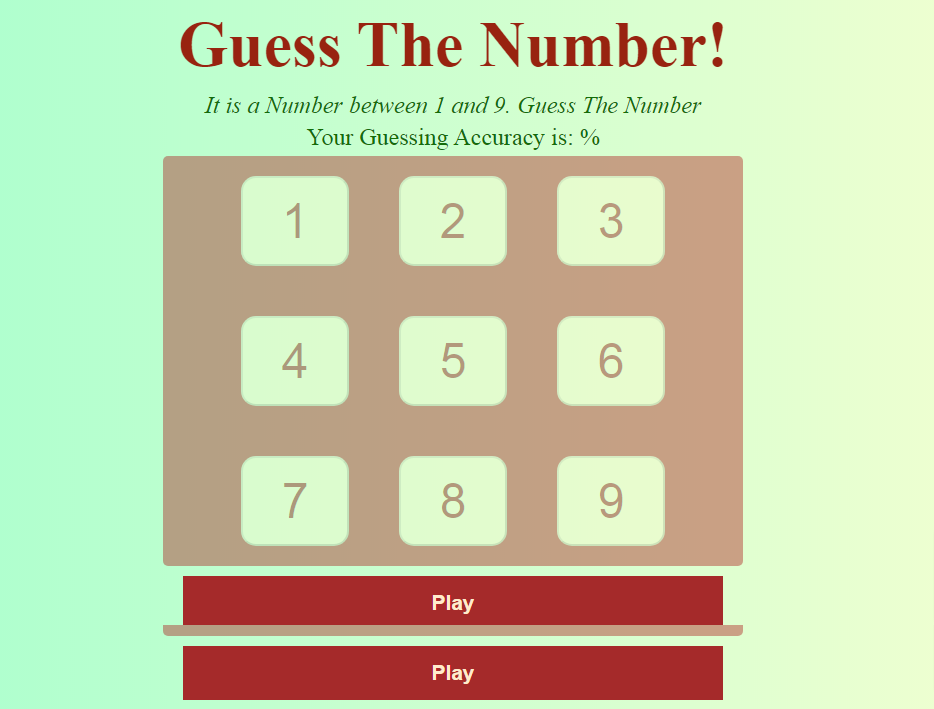 Guess The Number!
It is a Number between 1 and 9. Guess The Number
Your Guessing Accuracy is: %
1 2 3
4 5 6
7 8 9
Play
Play